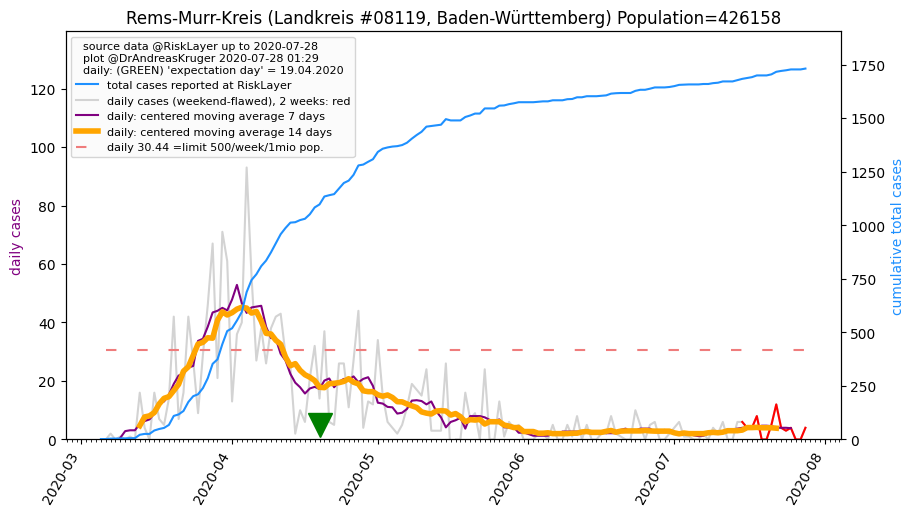 Rems-Murr-Kreis (Landkreis #08119, Baden-Württemberg) Population=426158
source data @RiskLayer up to 2020-07-28
plot @DrAndreasKruger 2020-07-28 01:29
daily: (GREEN) 'expectation day' = 19.04.2020
total cases reported at RiskLayer
daily cases (weekend-flawed), 2 weeks: red
daily: centered moving average 7 days
daily: centered moving average 14 days
daily 30.44 =limit 500/week/1mio pop.
daily cases
0
20
40
60
80
100
120
cumulative total cases
0
250
500
750
1000
1250
1500
1750
2020-03
2020-04
2020-05
2020-06
2020-07
2020-08